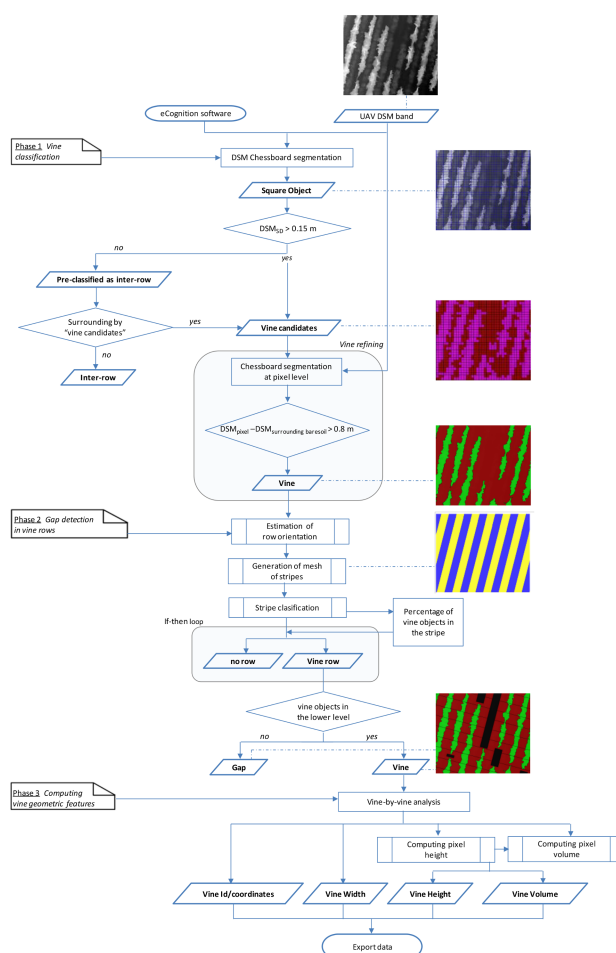 eCognition software
UAV DSM band
Phase 1 Vine
classification
DSM Chessboard segmentation
Square Object
DSMSD > 0.15 m
no
yes
Pre-classified as inter-row
Surrounding by
"vine candidates"
yes
Vine candidates
no
Vine refining
Inter-row
Chessboard segmentation
at pixel level
DSMpixel –DSMsurrounding baresoil > 0.8 m
Vine
Phase 2 Gap detection
in vine rows
Estimation of
row orientation
Generation of mesh
of stripes
Stripe clasification
Percentage of
vine objects in
the stripe
If-then loop
no row
Vine row
vine objects in
the lower level
no
yes
Gap
Vine
Phase 3 Computing
vine geometric features
Vine-by-vine analysis
Computing pixel
height
Computing pixel
volume
Vine Id/coordinates
Vine Width
Vine Height
Vine Volume
Export data